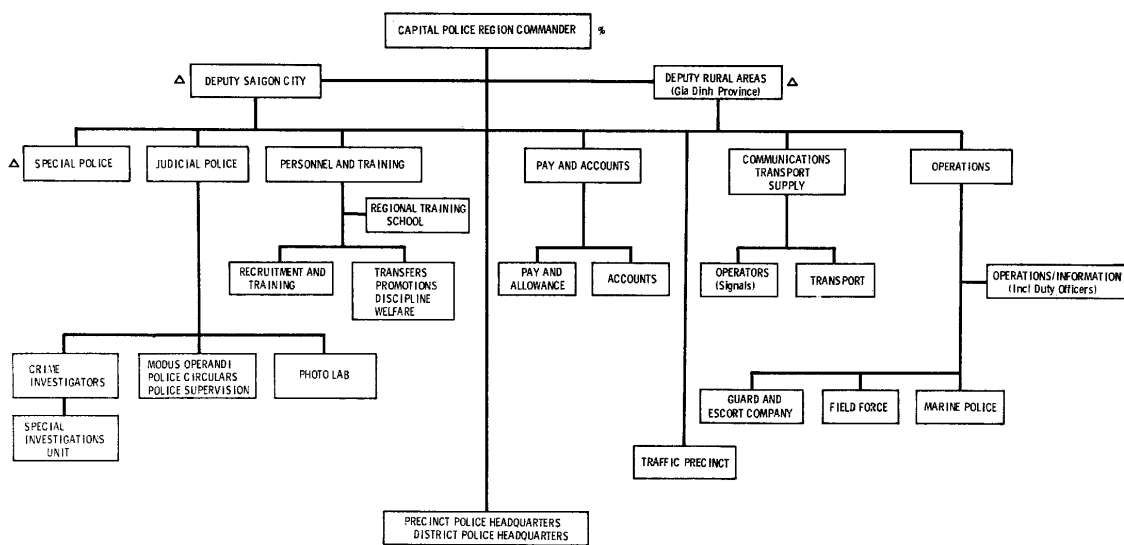 CAPITAL POLICE REGION COMMANDER %
Δ DEPUTY SAIGON CITY
DEPUTY RURAL AREAS Δ
(Gia Dinh Province)
Δ SPECIAL POLICE
JUDICIAL POLICE
PERSONNEL AND TRAINING
PAY AND ACCOUNTS
COMMUNICATIONS
TRANSPORT
SUPPLY
OPERATIONS
REGIONAL TRAINING
SCHOOL
RECRUITMENT AND
TRAINING
TRANSFERS
PROMOTIONS
DISCIPLINE
WELFARE
PAY AND
ALLOWANCE
ACCOUNTS
OPERATORS
(Signals)
TRANSPORT
OPERATIONS/INFORMATION
(Incl Duty Officers)
CRIME
INVESTIGATORS
MODUS OPERANDI
POLICE CIRCULARS
POLICE SUPERVISION
PHOTO LAB
SPECIAL
INVESTIGATIONS
UNIT
GUARD AND
ESCORT COMPANY
FIELD FORCE
MARINE POLICE
TRAFFIC PRECINCT
PRECINCT POLICE HEADQUARTERS
DISTRICT POLICE HEADQUARTERS